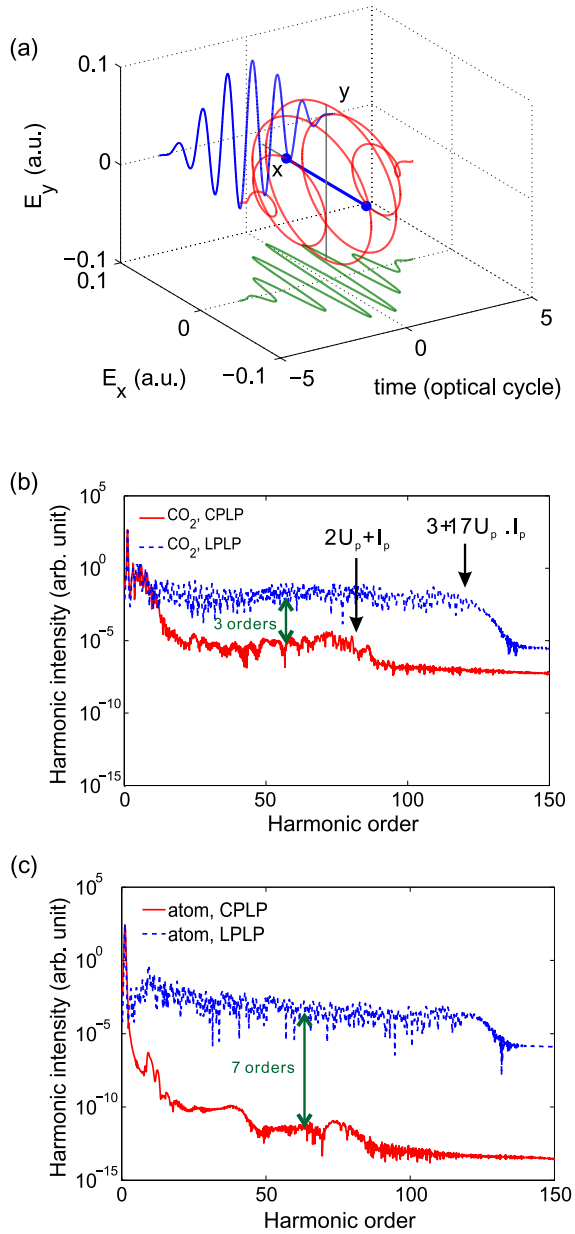 (a)
0.1
0
−0.1
E_y (a.u.)
0.1
0
−0.1
E_x (a.u.)
−5
0
5
time (optical cycle)
x
y
(b)
10^5
10^0
10^−5
10^−10
10^−15
Harmonic intensity (arb. unit)
CO_2, CPLP
CO_2, LPLP
2U_p+I_p
3+17U_p .I_p
3 orders
0
50
100
150
Harmonic order
(c)
10^5
10^0
10^−5
10^−10
10^−15
Harmonic intensity (arb. unit)
atom, CPLP
atom, LPLP
7 orders
0
50
100
150
Harmonic order